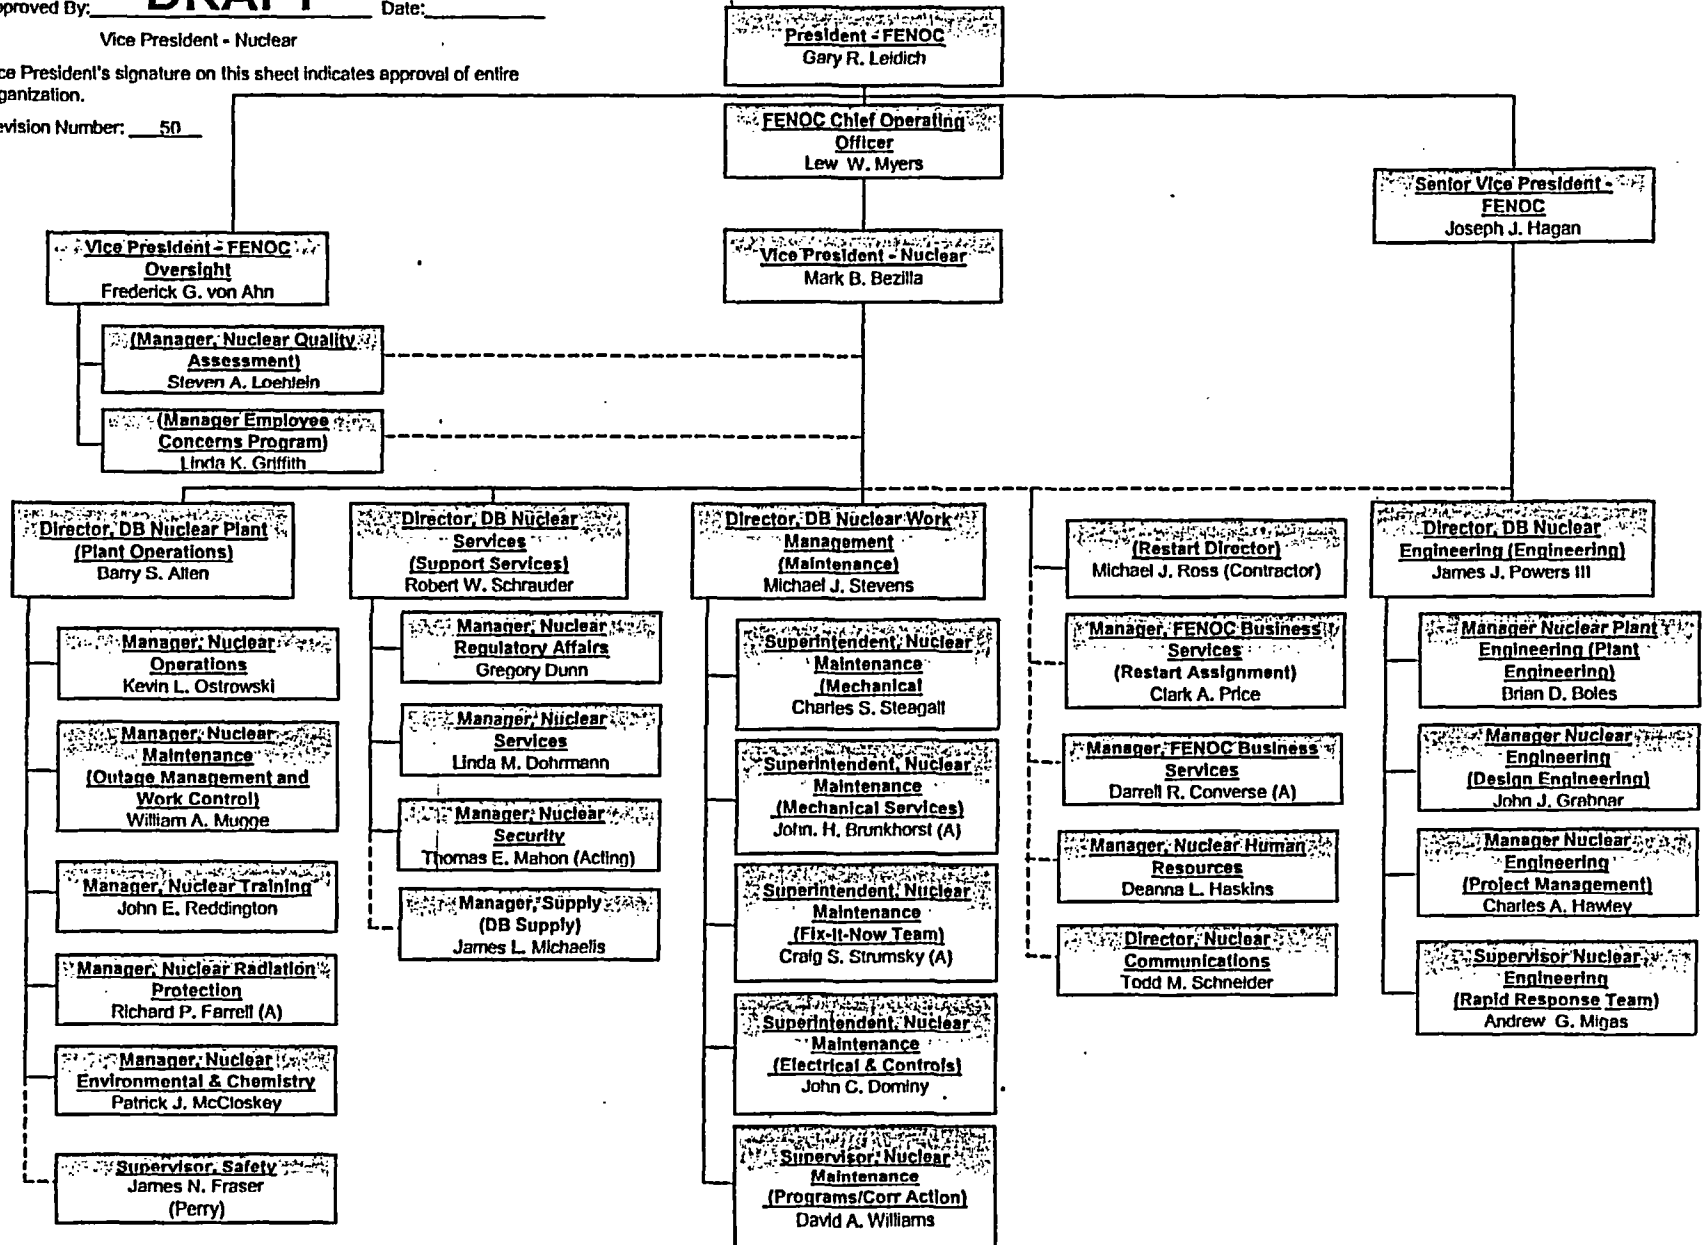 proved By: DRAFT Date:
Vice President - Nuclear
ce President's signature on this sheet indicates approval of entire
ganization.
evision Number: 50
President - FENOC
Gary R. Leidich
FENOC Chief Operating
Officer
Lew W. Myers
Senior Vice President -
FENOC
Joseph J. Hagan
Vice President - FENOC
Oversight
Frederick G. von Ahn
Vice President - Nuclear
Mark B. Bezilla
(Manager, Nuclear Quality
Assessment)
Steven A. Loehlein
(Manager Employee
Concerns Program)
Linda K. Griffith
Director, DB Nuclear Plant
(Plant Operations)
Barry S. Allen
Manager, Nuclear
Operations
Kevin L. Ostrowski
Manager, Nuclear
Maintenance
(Outage Management and
Work Control)
William A. Mugge
Manager, Nuclear Training
John E. Reddington
Manager, Nuclear Radiation
Protection
Richard P. Farrell (A)
Manager, Nuclear
Environmental & Chemistry
Patrick J. McCloskey
Supervisor, Safety
James N. Fraser
(Perry)
Director, DB Nuclear
Services
(Support Services)
Robert W. Schrauder
Manager, Nuclear
Regulatory Affairs
Gregory Dunn
Manager, Nuclear
Services
Linda M. Dohrmann
Manager, Nuclear
Security
Thomas E. Mahon (Acting)
Manager, Supply
(DB Supply)
James L. Michaelis
Director, DB Nuclear Work
Management
(Maintenance)
Michael J. Stevens
Superintendent, Nuclear
Maintenance
(Mechanical
Charles S. Steagall
Superintendent, Nuclear
Maintenance
(Mechanical Services)
John. H. Brunkhorst (A)
Superintendent, Nuclear
Maintenance
(Fix-It-Now Team)
Craig S. Strumsky (A)
Superintendent, Nuclear
Maintenance
(Electrical & Controls)
John C. Dominy
Supervisor, Nuclear
Maintenance
(Programs/Corr Action)
David A. Williams
(Restart Director)
Michael J. Ross (Contractor)
Manager, FENOC Business
Services
(Restart Assignment)
Clark A. Price
Manager, FENOC Business
Services
Darrell R. Converse (A)
Manager, Nuclear Human
Resources
Deanna L. Haskins
Director, Nuclear
Communications
Todd M. Schneider
Director, DB Nuclear
Engineering (Engineering)
James J. Powers III
Manager Nuclear Plant
Engineering (Plant
Engineering)
Brian D. Boles
Manager Nuclear
Engineering
(Design Engineering)
John J. Grabnar
Manager Nuclear
Engineering
(Project Management)
Charles A. Hawley
Supervisor Nuclear
Engineering
(Rapid Response Team)
Andrew G. Migas